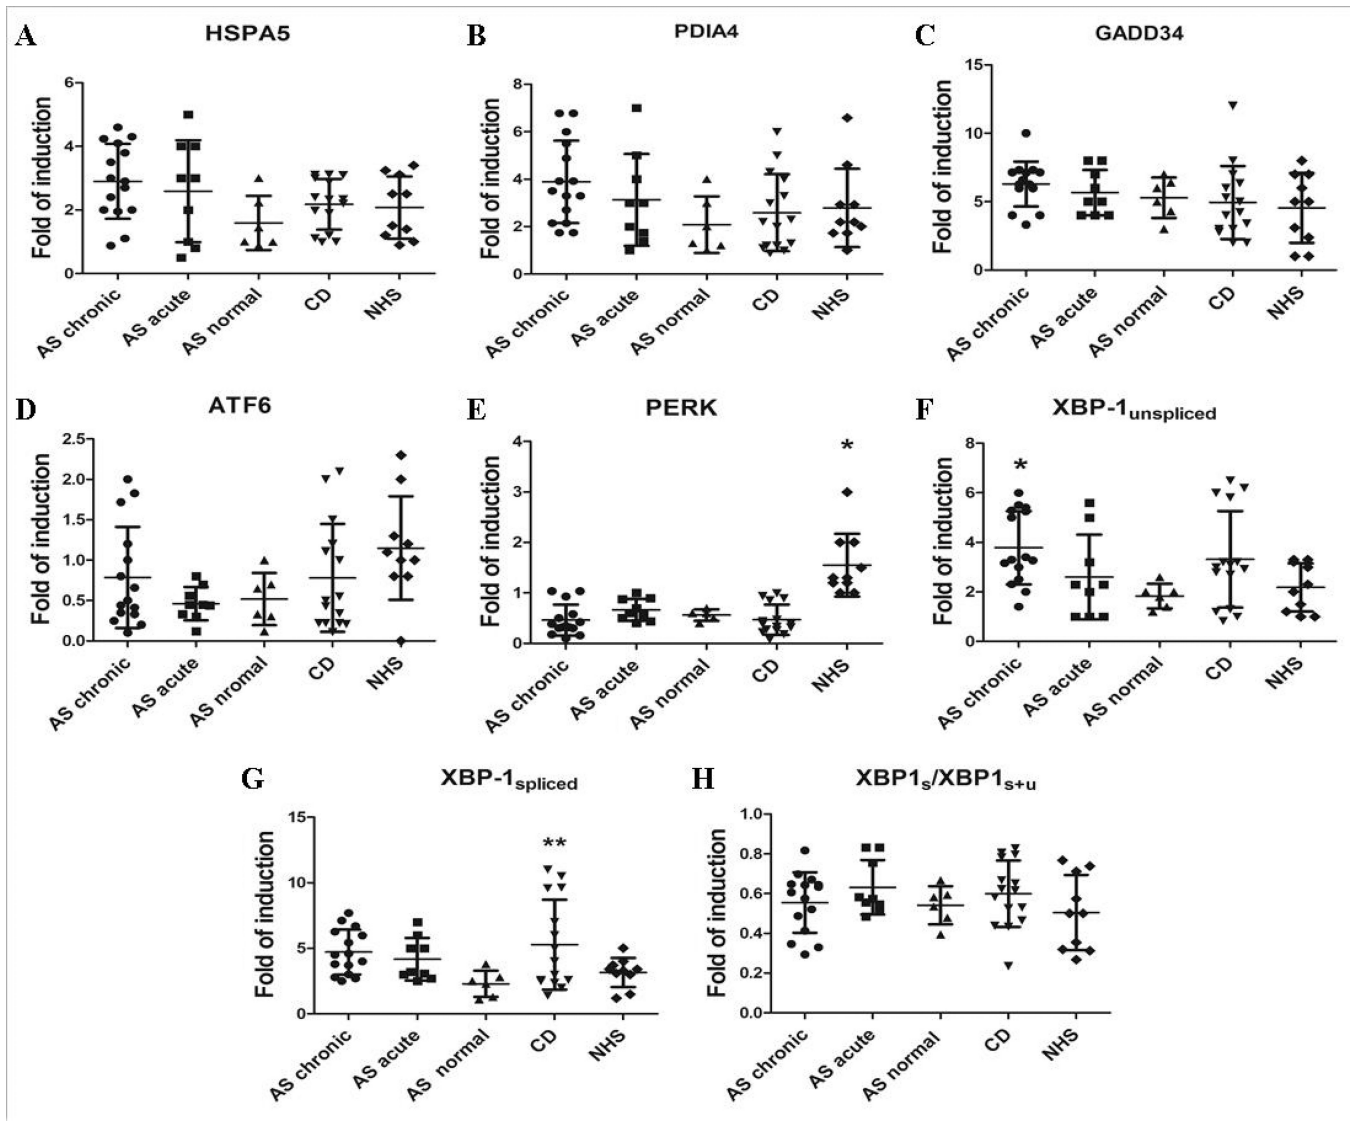 A
HSPA5
Fold of induction
6
4
2
0
AS chronic
AS acute
AS normal
CD
NHS
B
PDIA4
Fold of induction
8
6
4
2
0
AS chronic
AS acute
AS normal
CD
NHS
C
GADD34
Fold of induction
15
10
5
0
AS chronic
AS acute
AS normal
CD
NHS
D
ATF6
Fold of induction
2.5
2.0
1.5
1.0
0.5
0.0
AS chronic
AS acute
AS nromal
CD
NHS
E
PERK
Fold of induction
4
3
2
1
0
*
AS chronic
AS acute
AS normal
CD
NHS
F
XBP-1unspliced
Fold of induction
8
6
4
2
0
*
AS chronic
AS acute
AS normal
CD
NHS
G
XBP-1spliced
Fold of induction
15
10
5
0
**
AS chronic
AS acute
AS normal
CD
NHS
H
XBP1s/XBP1s+u
Fold of induction
1.0
0.8
0.6
0.4
0.2
0.0
AS chronic
AS acute
AS normal
CD
NHS